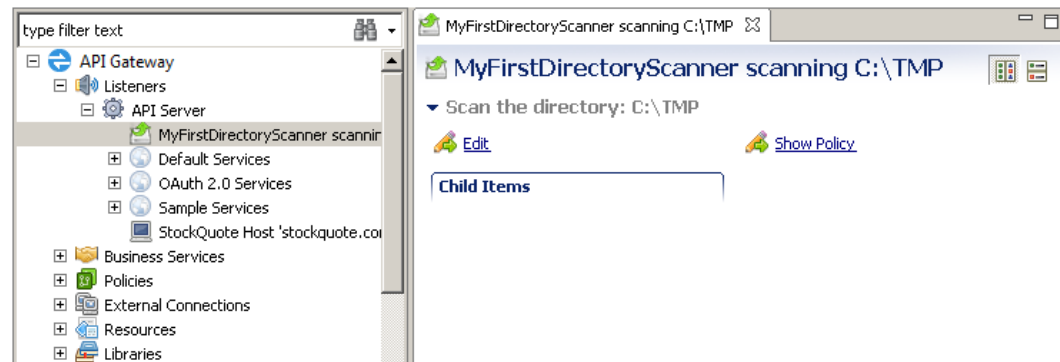 type filter text
API Gateway
Listeners
API Server
MyFirstDirectoryScanner scannin
Default Services
OAuth 2.0 Services
Sample Services
StockQuote Host 'stockquote.co
Business Services
Policies
External Connections
Resources
Libraries
MyFirstDirectoryScanner scanning C:\TMP
MyFirstDirectoryScanner scanning C:\TMP
Scan the directory: C:\TMP
Edit
Show Policy
Child Items